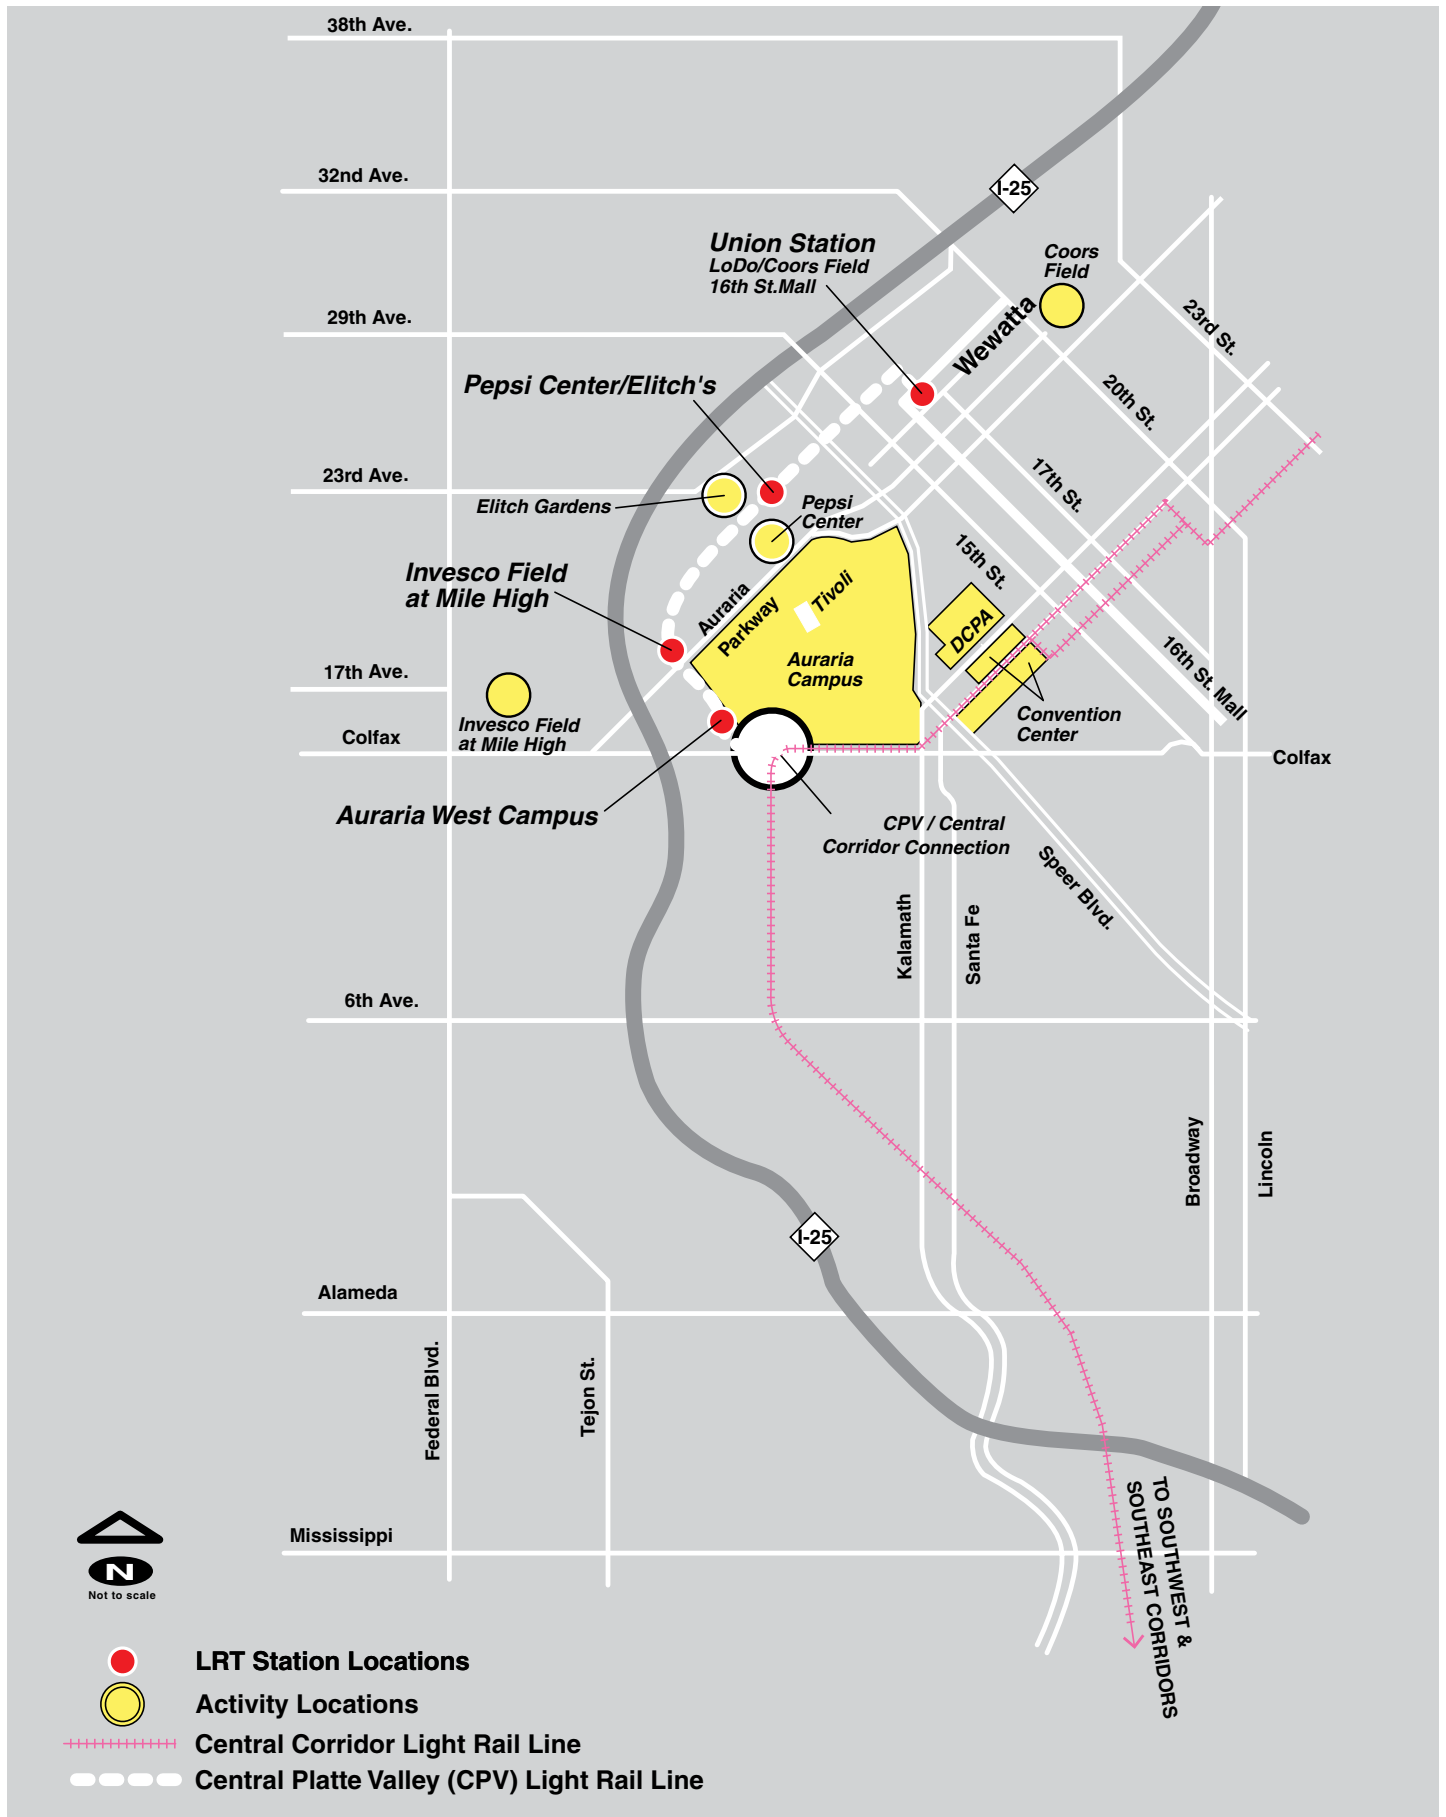 38th Ave.
32nd Ave.
I-25
Union Station
LoDo/Coors Field
16th St.Mall
Coors
Field
29th Ave.
Wewatta
23rd St.
Pepsi Center/Elitch's
20th St.
23rd Ave.
Elitch Gardens
Pepsi
Center
17th St.
15th St.
Invesco Field
at Mile High
Auraria
Parkway
Tivoli
DCPA
Auraria
Campus
16th St. Mall
17th Ave.
Invesco Field
at Mile High
Convention
Center
Colfax
Colfax
Auraria West Campus
CPV / Central
Corridor Connection
Speer Blvd.
Kalamath
Santa Fe
6th Ave.
Broadway
Lincoln
I-25
Alameda
Federal Blvd.
Tejon St.
TO SOUTHWEST &
SOUTHEAST CORRIDORS
Mississippi
N
Not to scale
LRT Station Locations
Activity Locations
Central Corridor Light Rail Line
Central Platte Valley (CPV) Light Rail Line